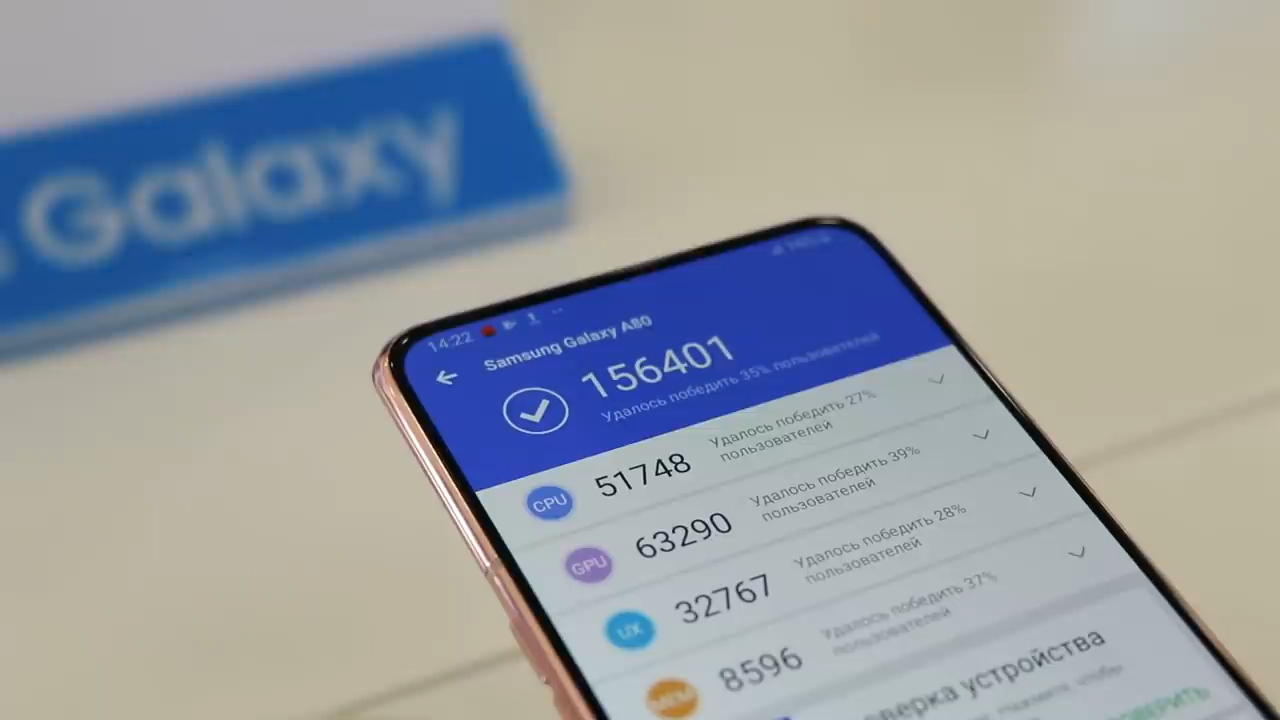 Galaxy
14:22
Samsung Galaxy A80
156401
Удалось победить 35% пользователей
CPU
51748
Удалось победить 27%
пользователей
GPU
63290
Удалось победить 39%
пользователей
UX
32767
Удалось победить 28%
пользователей
MEM
8596
Удалось победить 37%
пользователей
устройства